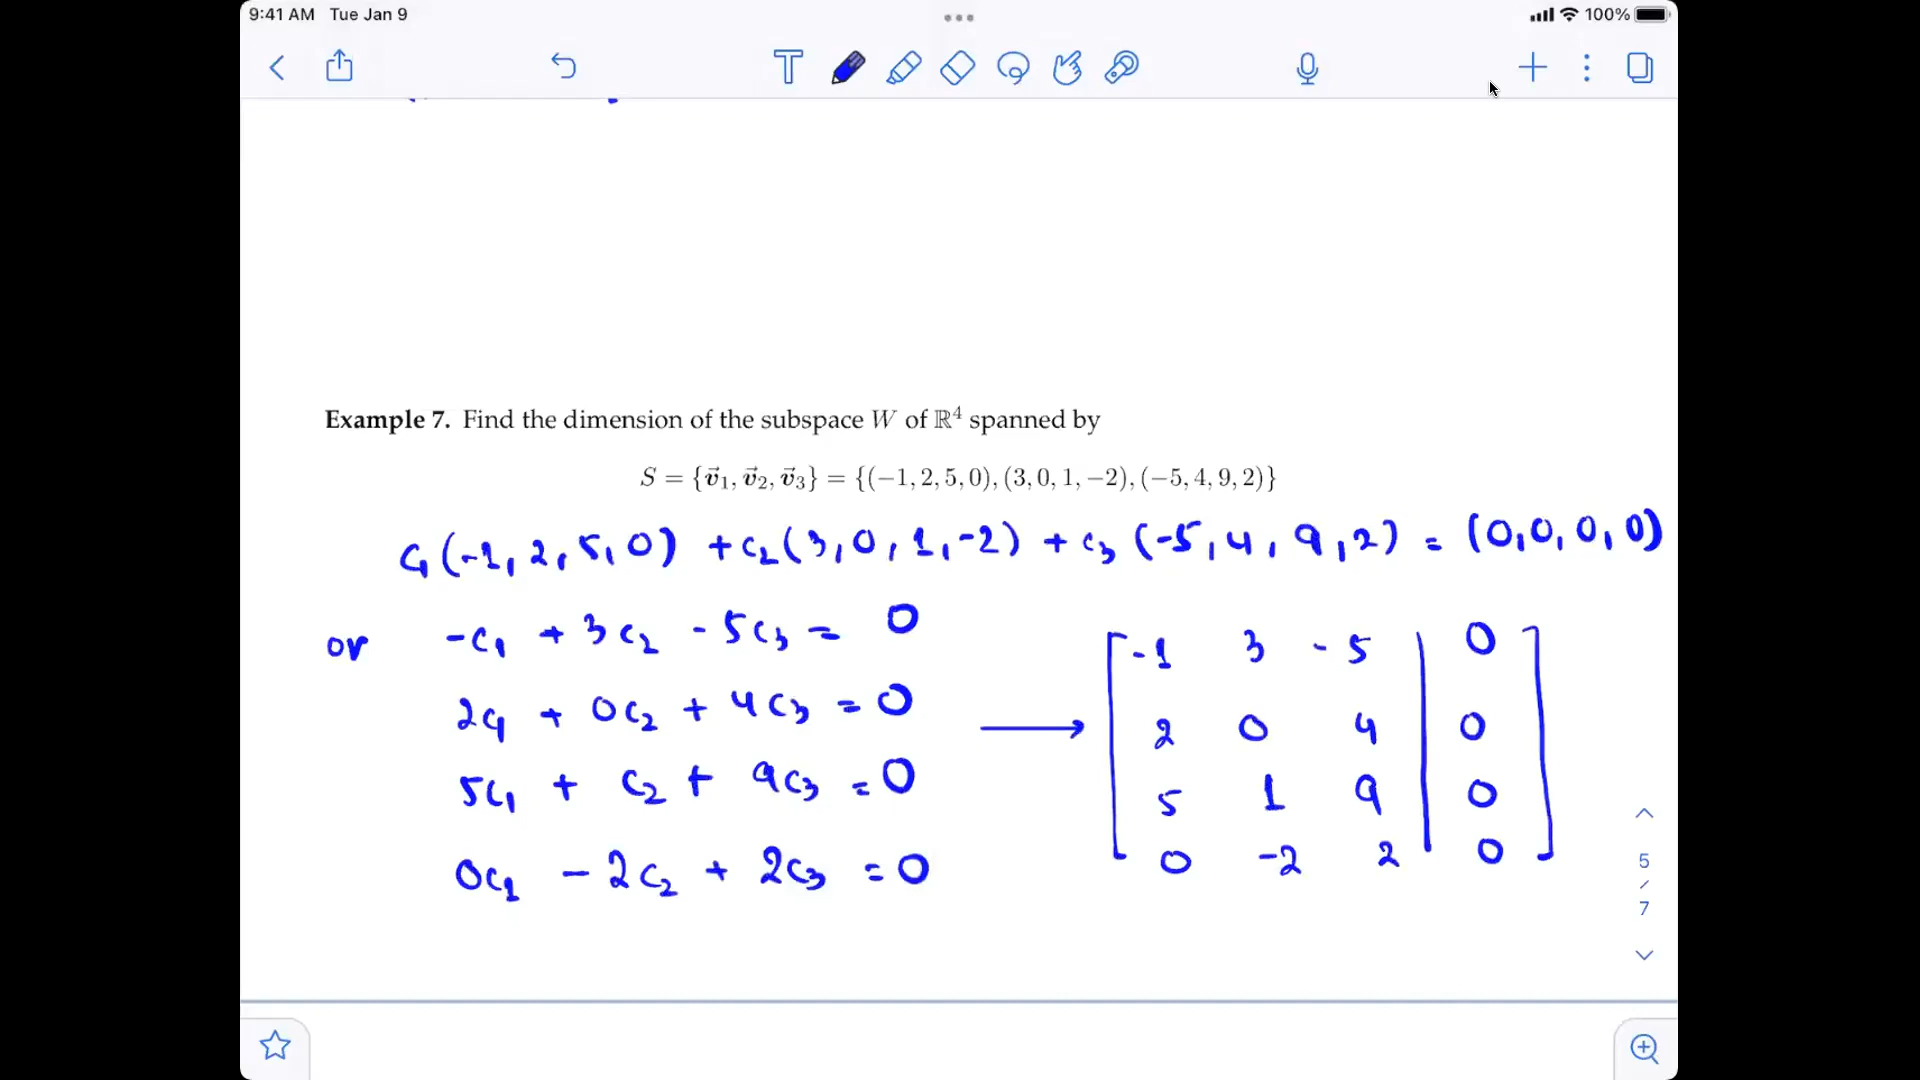 9:41 AM Tue Jan 9 100%
Example 7. Find the dimension of the subspace W of ℝ⁴ spanned by
S = {v⃗₁, v⃗₂, v⃗₃} = {(−1, 2, 5, 0), (3, 0, 1, −2), (−5, 4, 9, 2)}
c₁(-1, 2, 5, 0) + c₂(3, 0, 1, -2) + c₃(-5, 4, 9, 2) = (0, 0, 0, 0)
or -c₁ + 3c₂ - 5c₃ = 0
2c₁ + 0c₂ + 4c₃ = 0
5c₁ + c₂ + 9c₃ = 0
0c₁ - 2c₂ + 2c₃ = 0
→
[ -1 3 -5 | 0 ]
[ 2 0 4 | 0 ]
[ 5 1 9 | 0 ]
[ 0 -2 2 | 0 ]
5
/
7